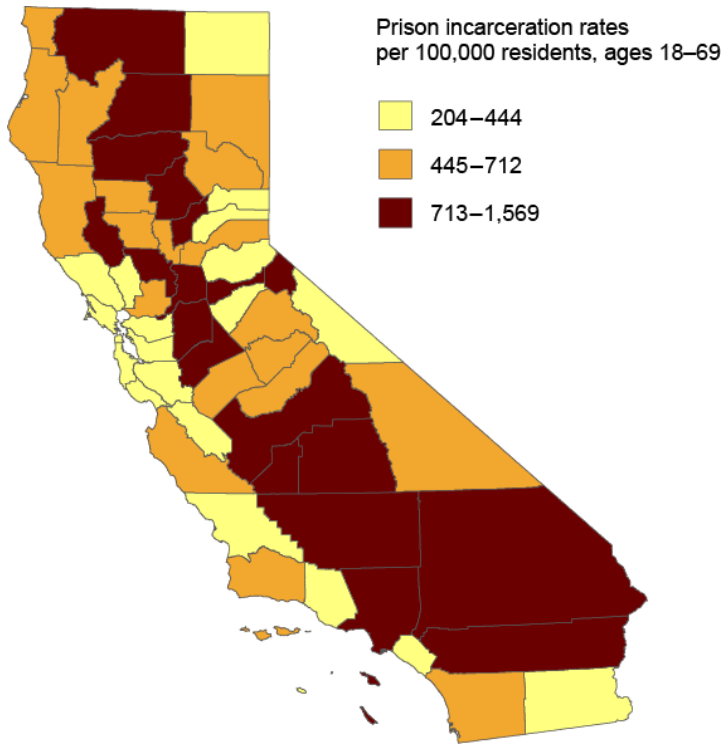 Prison incarceration rates
per 100,000 residents, ages 18–69
204–444
445–712
713–1,569